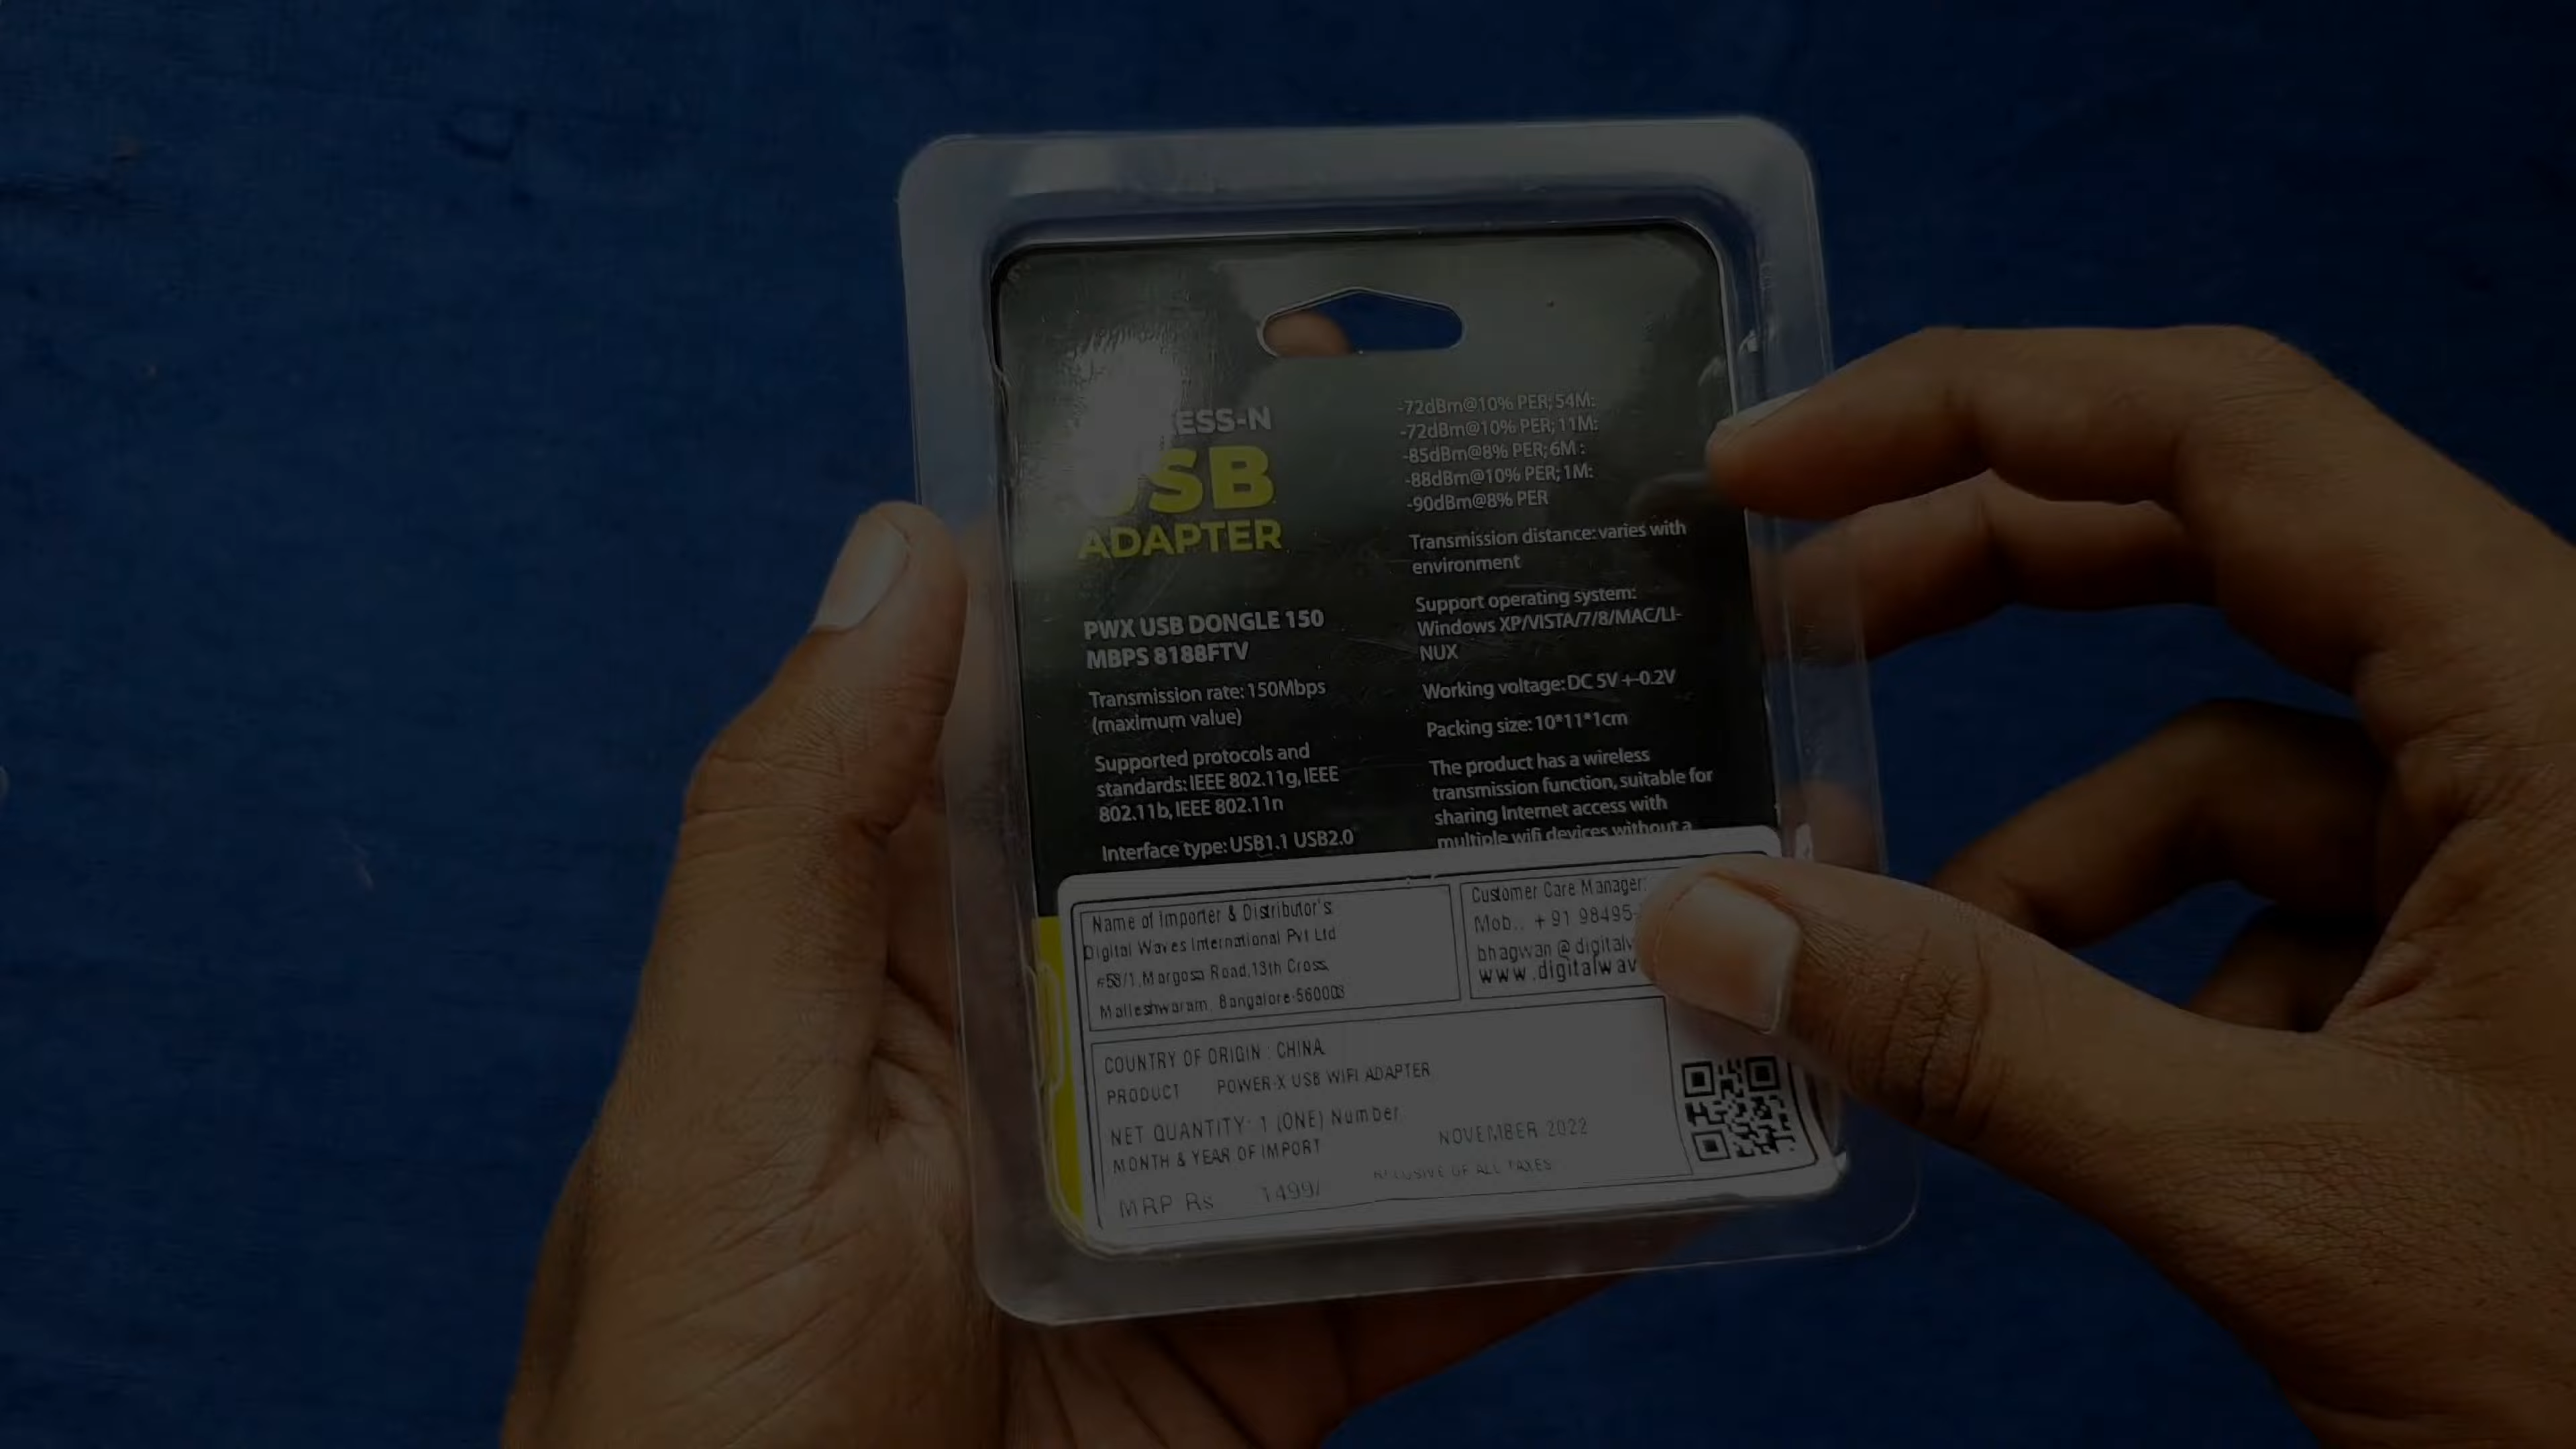 ESS-N
USB
ADAPTER
PWX USB DONGLE 150
MBPS 8188FTV
Transmission rate: 150Mbps
(maximum value)
Supported protocols and
standards: IEEE 802.11g, IEEE
802.11b, IEEE 802.11n
Interface type: USB1.1 USB2.0
-72dBm@10% PER; 54M:
-72dBm@10% PER; 11M:
-85dBm@8% PER; 6M :
-88dBm@10% PER; 1M:
-90dBm@8% PER
Transmission distance: varies with
environment
Support operating system:
Windows XP/VISTA/7/8/MAC/LI-
NUX
Working voltage: DC 5V +-0.2V
Packing size: 10*11*1cm
The product has a wireless
transmission function, suitable for
sharing Internet access with
multiple wifi devices without a
Name of Importer & Distributor's:
Digital Waves International Pvt Ltd
#58/1, Margosa Road, 13th Cross,
Malleshwaram, Bangalore-560003
Customer Care Manager:
Mob.. + 91 98495-
bhagwan @ digitalw
www.digitalwav
COUNTRY OF ORIGIN : CHINA
PRODUCT POWER-X USB WIFI ADAPTER
NET QUANTITY: 1 (ONE) Number
MONTH & YEAR OF IMPORT NOVEMBER 2022
MRP Rs 1499/ OF ALL TAXES